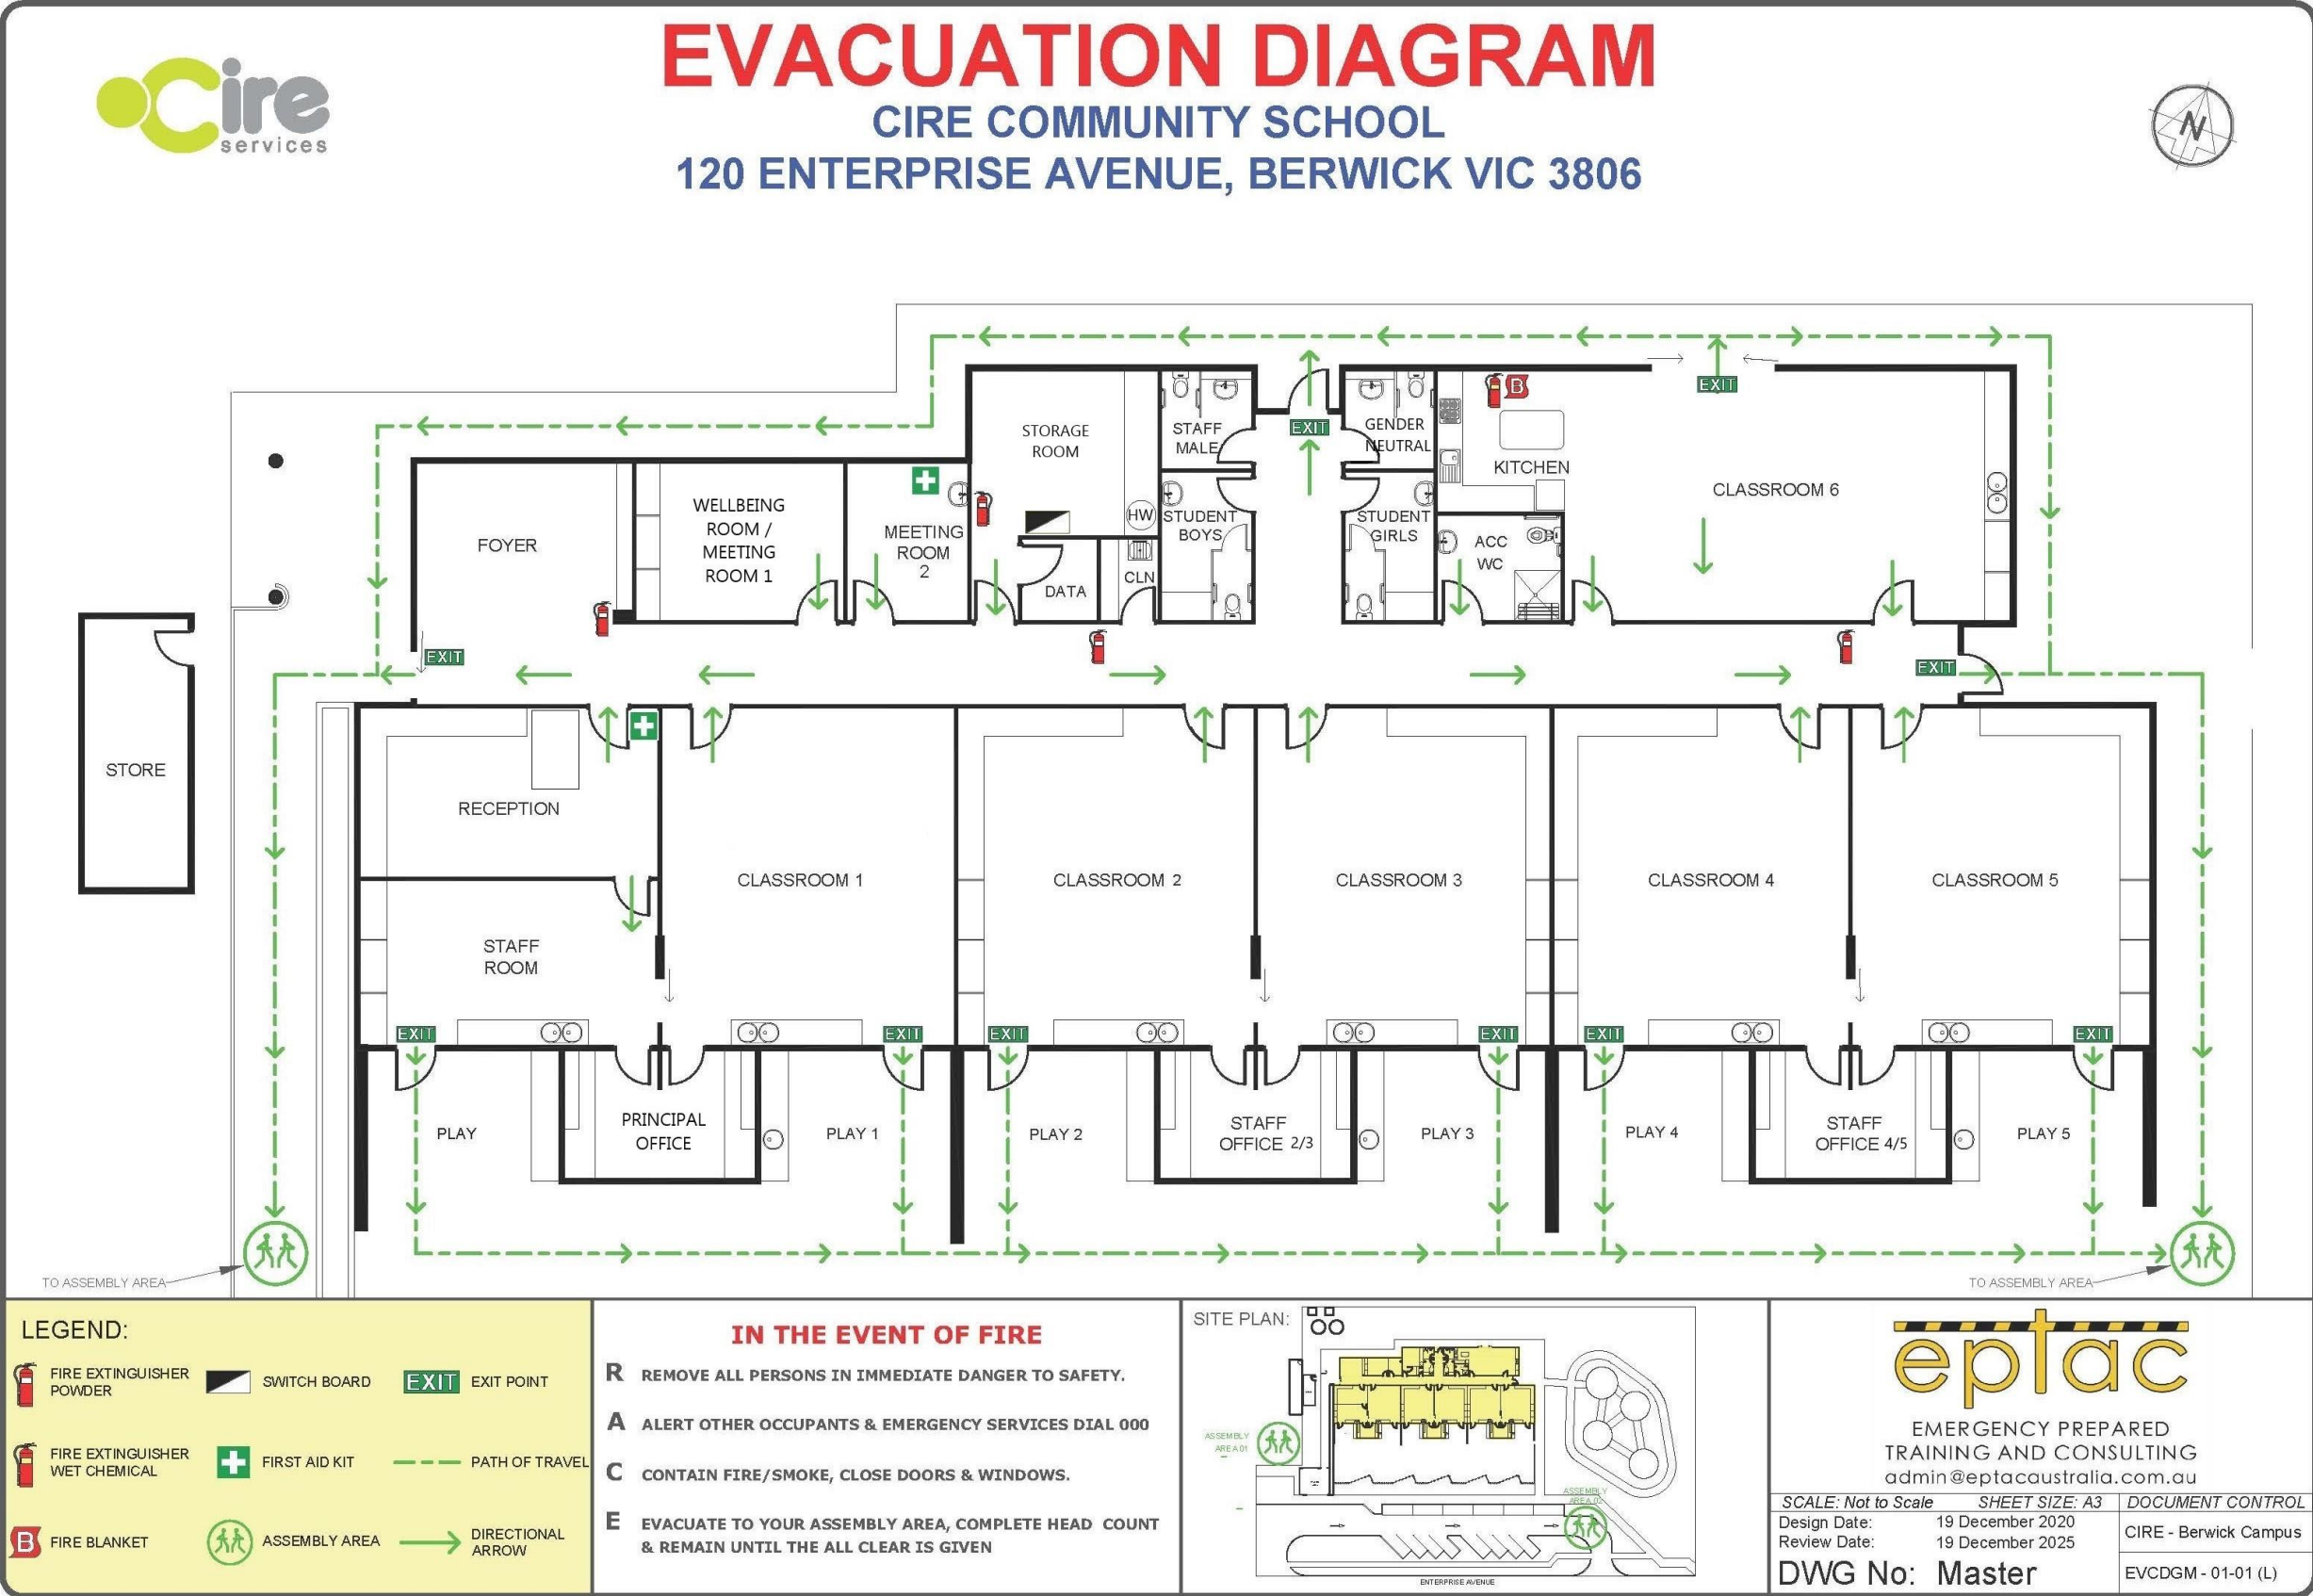 Cire
services
EVACUATION DIAGRAM
CIRE COMMUNITY SCHOOL
120 ENTERPRISE AVENUE, BERWICK VIC 3806
N
EXIT
B
STORAGE
ROOM
STAFF
MALE
EXIT
GENDER
NEUTRAL
KITCHEN
CLASSROOM 6
FOYER
WELLBEING
ROOM /
MEETING
ROOM 1
MEETING
ROOM
2
HW
STUDENT
BOYS
STUDENT
GIRLS
ACC
WC
DATA
CLN
EXIT
EXIT
STORE
RECEPTION
CLASSROOM 1
CLASSROOM 2
CLASSROOM 3
CLASSROOM 4
CLASSROOM 5
STAFF
ROOM
EXIT
EXIT
EXIT
EXIT
EXIT
EXIT
PLAY
PRINCIPAL
OFFICE
PLAY 1
PLAY 2
STAFF
OFFICE 2/3
PLAY 3
PLAY 4
STAFF
OFFICE 4/5
PLAY 5
TO ASSEMBLY AREA
TO ASSEMBLY AREA
LEGEND:
FIRE EXTINGUISHER
POWDER
SWITCH BOARD
EXIT
EXIT POINT
FIRE EXTINGUISHER
WET CHEMICAL
FIRST AID KIT
PATH OF TRAVEL
B
FIRE BLANKET
ASSEMBLY AREA
DIRECTIONAL
ARROW
IN THE EVENT OF FIRE
R REMOVE ALL PERSONS IN IMMEDIATE DANGER TO SAFETY.
A ALERT OTHER OCCUPANTS & EMERGENCY SERVICES DIAL 000
C CONTAIN FIRE/SMOKE, CLOSE DOORS & WINDOWS.
E EVACUATE TO YOUR ASSEMBLY AREA, COMPLETE HEAD COUNT
& REMAIN UNTIL THE ALL CLEAR IS GIVEN
SITE PLAN:
ASSEMBLY
AREA 01
ASSEMBLY
AREA 02
ENTERPRISE AVENUE
eptac
EMERGENCY PREPARED
TRAINING AND CONSULTING
admin@eptacaustralia.com.au
SCALE: Not to Scale SHEET SIZE: A3 DOCUMENT CONTROL
Design Date: 19 December 2020
Review Date: 19 December 2025
CIRE - Berwick Campus
DWG No: Master
EVCDGM - 01-01 (L)